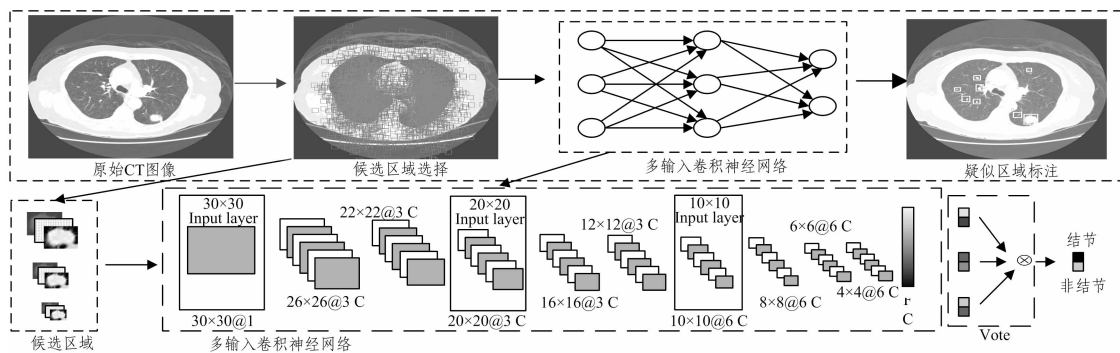 原始CT图像
候选区域选择
多输入卷积神经网络
疑似区域标注
30×30
Input layer
30×30@1
26×26@3 C
22×22@3 C
20×20
Input layer
20×20@3 C
16×16@3 C
12×12@3 C
10×10
Input layer
10×10@6 C
8×8@6 C
6×6@6 C
4×4@6 C
C
结节
非结节
Vote
候选区域
多输入卷积神经网络